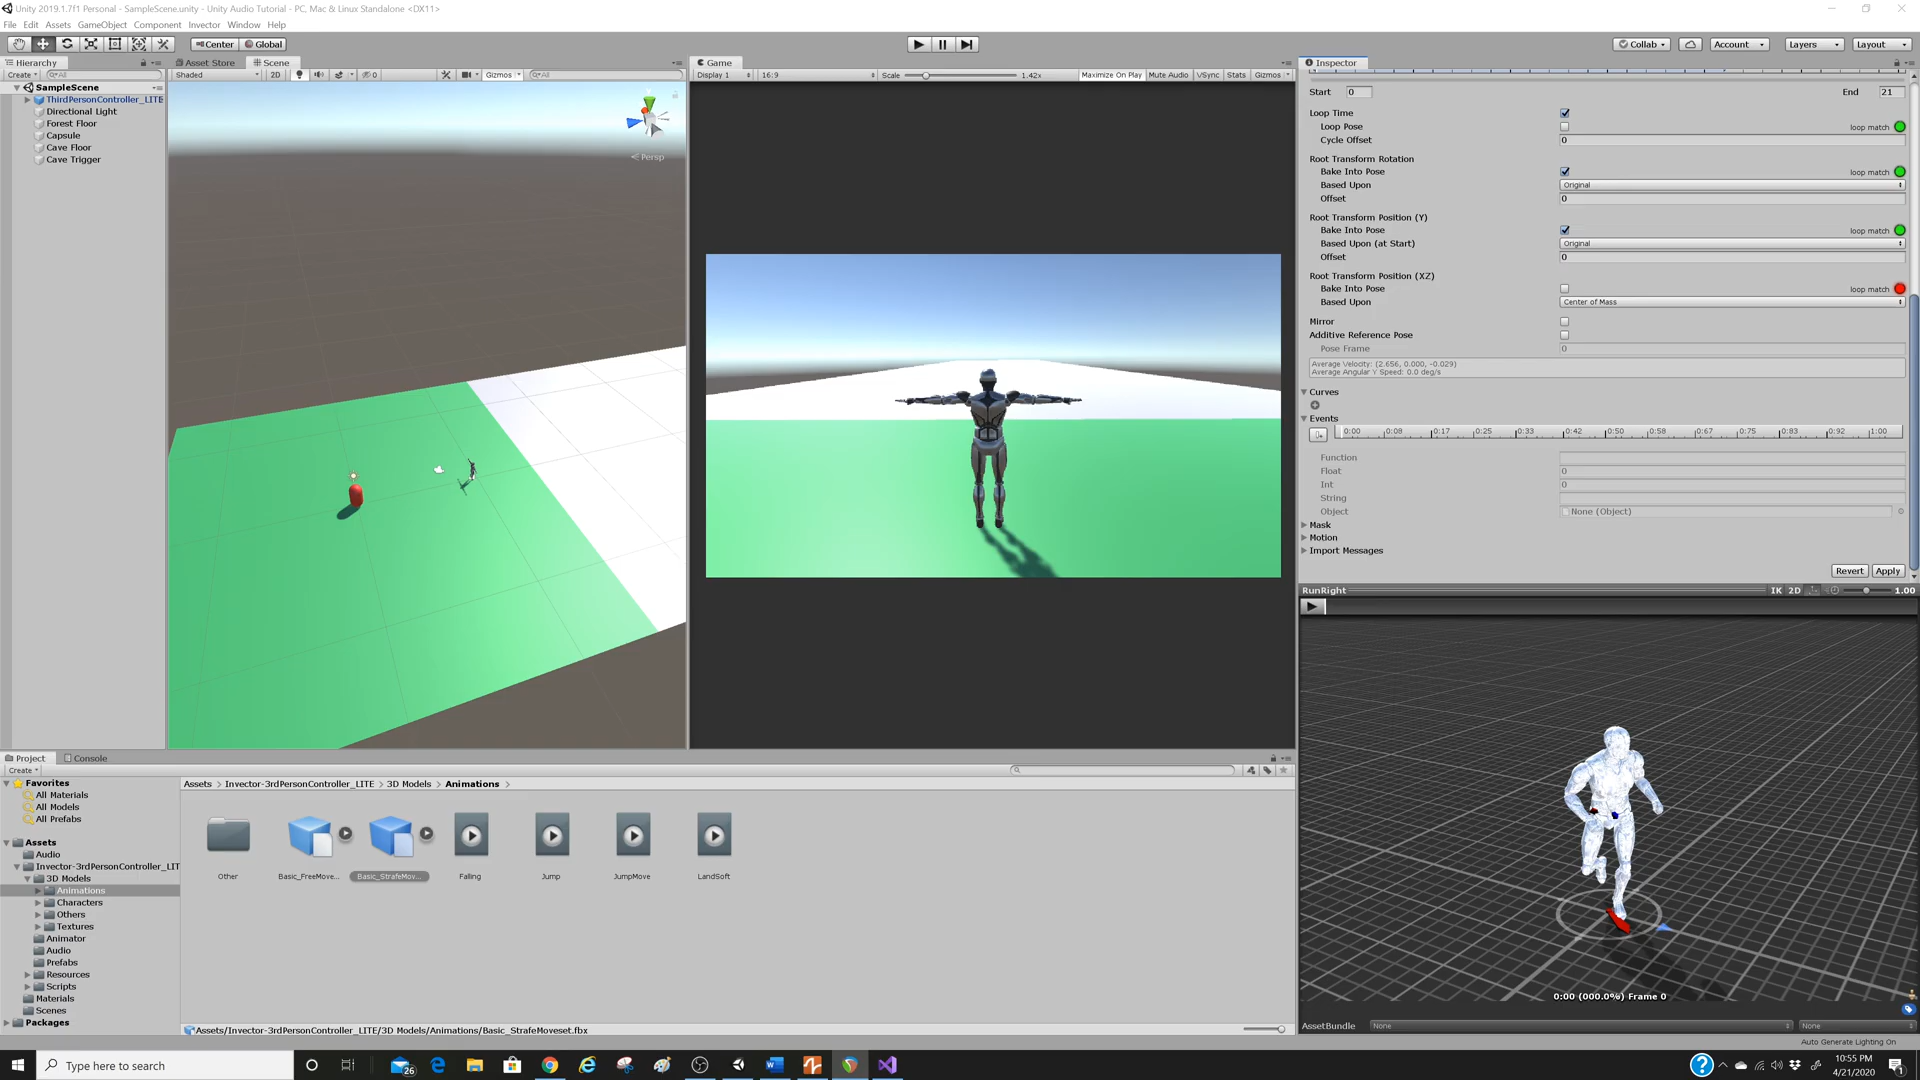 Unity 2019.1.7f1 Personal - SampleScene.unity - Unity Audio Tutorial - PC, Mac & Linux Standalone <DX11>
File Edit Assets GameObject Component Invector Window Help
Center Global
Collab Account Layers Layout
Hierarchy
Create All
SampleScene
ThirdPersonController_LITE
Directional Light
Forest Floor
Capsule
Cave Floor
Cave Trigger
Asset Store Scene
Shaded 2D 0 Gizmos All
Persp
Game
Display 1 16:9 Scale 1.42x Maximize On Play Mute Audio VSync Stats Gizmos
Inspector
Start 0 End 21
Loop Time
Loop Pose loop match
Cycle Offset 0
Root Transform Rotation
Bake Into Pose loop match
Based Upon Original
Offset 0
Root Transform Position (Y)
Bake Into Pose loop match
Based Upon (at Start) Original
Offset 0
Root Transform Position (XZ)
Bake Into Pose loop match
Based Upon Center of Mass
Mirror
Additive Reference Pose
Pose Frame 0
Average Velocity: (2.656, 0.000, -0.029)
Average Angular Y Speed: 0.0 deg/s
Curves
Events
0:00 0:08 0:17 0:25 0:33 0:42 0:50 0:58 0:67 0:75 0:83 0:92 1:00
Function
Float 0
Int 0
String
Object None (Object)
Mask
Motion
Import Messages
Revert Apply
RunRight IK 2D 1.00
0:00 (000.0%) Frame 0
AssetBundle None None
Auto Generate Lighting On
Project Console
Create
Favorites
All Materials
All Models
All Prefabs
Assets
Audio
Invector-3rdPersonController_LIT
3D Models
Animations
Characters
Others
Textures
Animator
Audio
Prefabs
Resources
Scripts
Materials
Scenes
Packages
Assets > Invector-3rdPersonController_LITE > 3D Models > Animations >
Other Basic_FreeMove... Basic_StrafeMov... Falling Jump JumpMove LandSoft
Assets/Invector-3rdPersonController_LITE/3D Models/Animations/Basic_StrafeMoveset.fbx
Type here to search
26
10:55 PM
4/21/2020
1